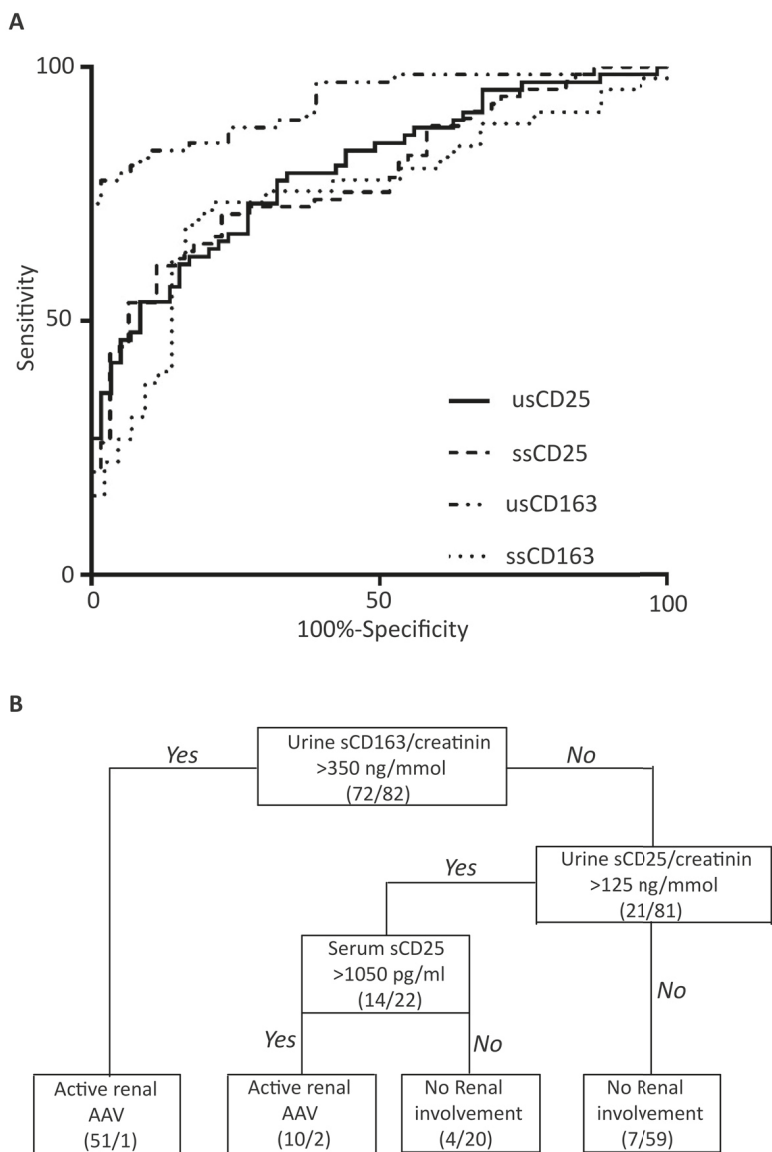 A
100
50
0
Sensitivity
usCD25
ssCD25
usCD163
ssCD163
0
50
100
100%-Specificity
B
Urine sCD163/creatinin
>350 ng/mmol
(72/82)
Yes
No
Urine sCD25/creatinin
>125 ng/mmol
(21/81)
Yes
No
Serum sCD25
>1050 pg/ml
(14/22)
Yes
No
Active renal
AAV
(51/1)
Active renal
AAV
(10/2)
No Renal
involvement
(4/20)
No Renal
involvement
(7/59)